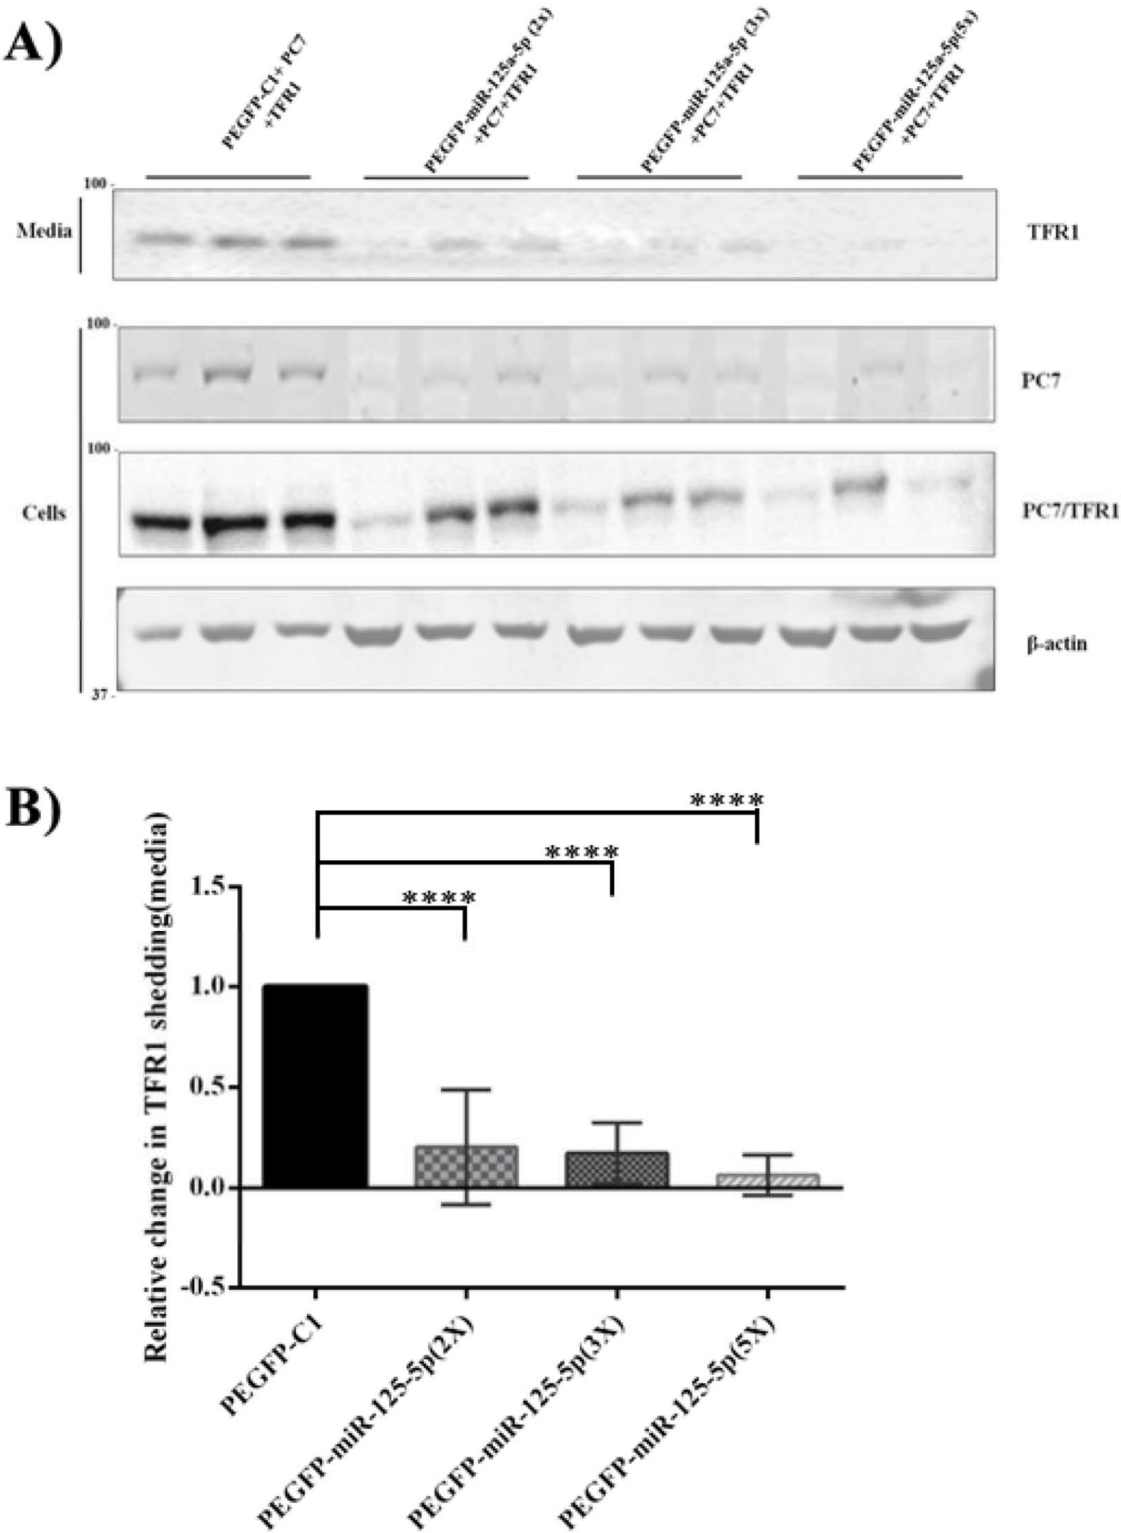 A)
PEGFP-C1+ PC7
+TFR1
PEGFP-miR-125a-5p (2x)
+PC7+TFR1
PEGFP-miR-125a-5p (3x)
+PC7+TFR1
PEGFP-miR-125a-5p(5x)
+PC7+TFR1
100 -
Media
TFR1
100 -
PC7
100 -
Cells
PC7/TFR1
β-actin
37 -
B)
Relative change in TFR1 shedding(media)
****
****
****
1.5
1.0
0.5
0.0
-0.5
PEGFP-C1
PEGFP-miR-125-5p(2X)
PEGFP-miR-125-5p(3X)
PEGFP-miR-125-5p(5X)